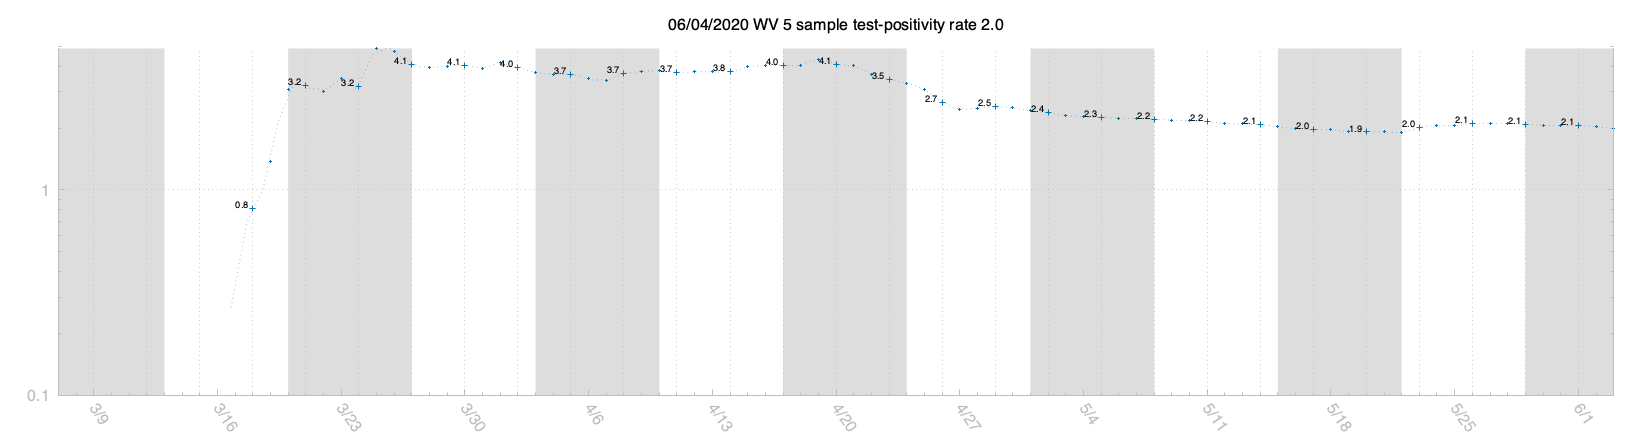 06/04/2020 WV 5 sample test-positivity rate 2.0
4.1 4.1 4.0 3.7 3.7 3.7 3.8 4.0 4.1 3.5
3.2 3.2
2.7 2.5 2.4 2.3 2.2 2.2 2.1 2.0 1.9 2.0 2.1 2.1 2.1
1
0.8
0.1
3/9 3/16 3/23 3/30 4/6 4/13 4/20 4/27 5/4 5/11 5/18 5/25 6/1